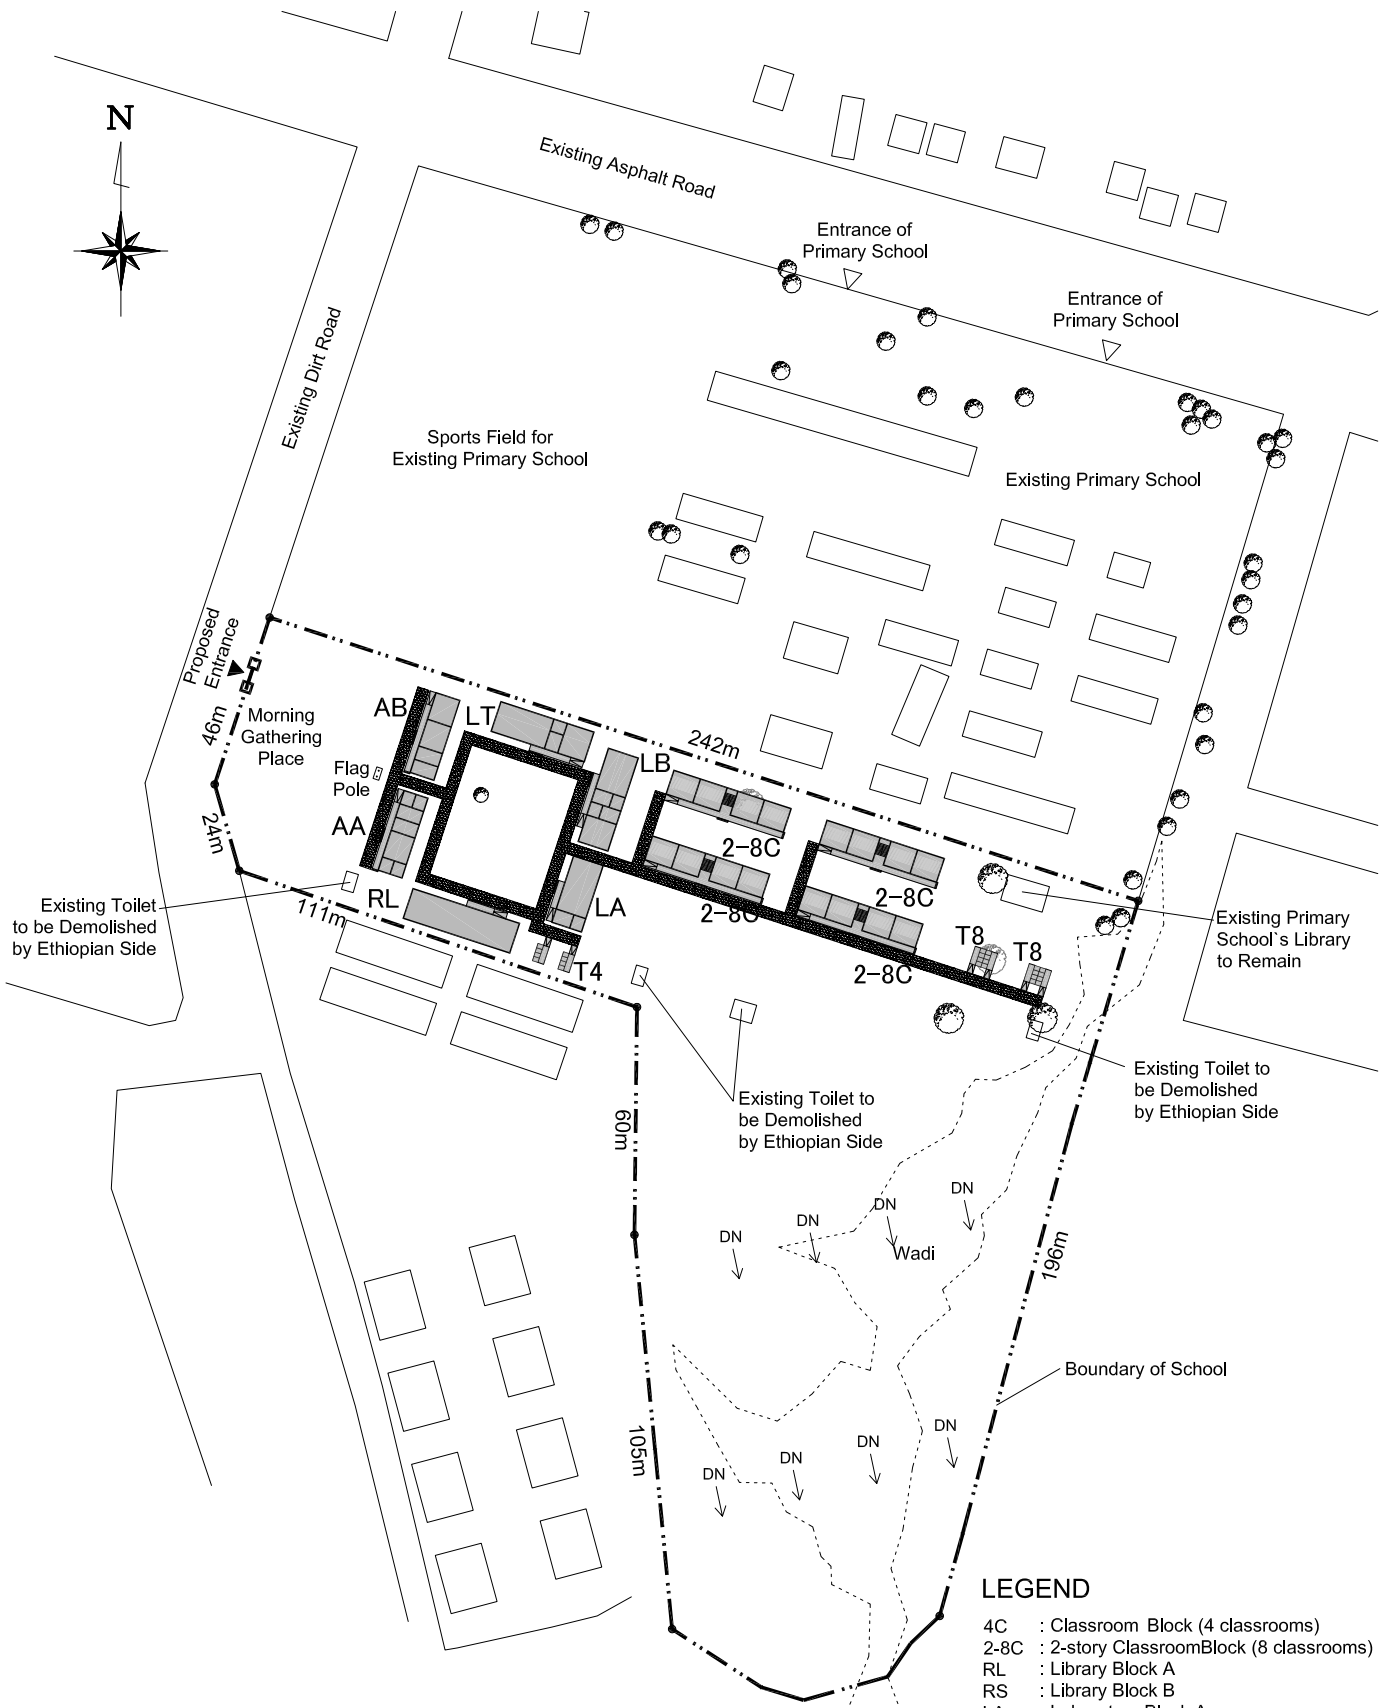 N
Existing Asphalt Road
Entrance of
Primary School
Entrance of
Primary School
Existing Dirt Road
Sports Field for
Existing Primary School
Existing Primary School
Proposed
Entrance
46m
Morning
Gathering
Place
AB
LT
242m
LB
Flag
Pole
AA
24m
2-8C
2-8C
2-8C
2-8C
Existing Toilet
to be Demolished
by Ethiopian Side
111m
RL
LA
T4
T8
T8
Existing Primary
School`s Library
to Remain
Existing Toilet to
be Demolished
by Ethiopian Side
Existing Toilet to
be Demolished
by Ethiopian Side
60m
DN
DN
DN
DN
Wadi
196m
Boundary of School
105m
DN
DN
DN
DN
LEGEND
4C : Classroom Block (4 classrooms)
2-8C : 2-story ClassroomBlock (8 classrooms)
RL : Library Block A
RS : Library Block B